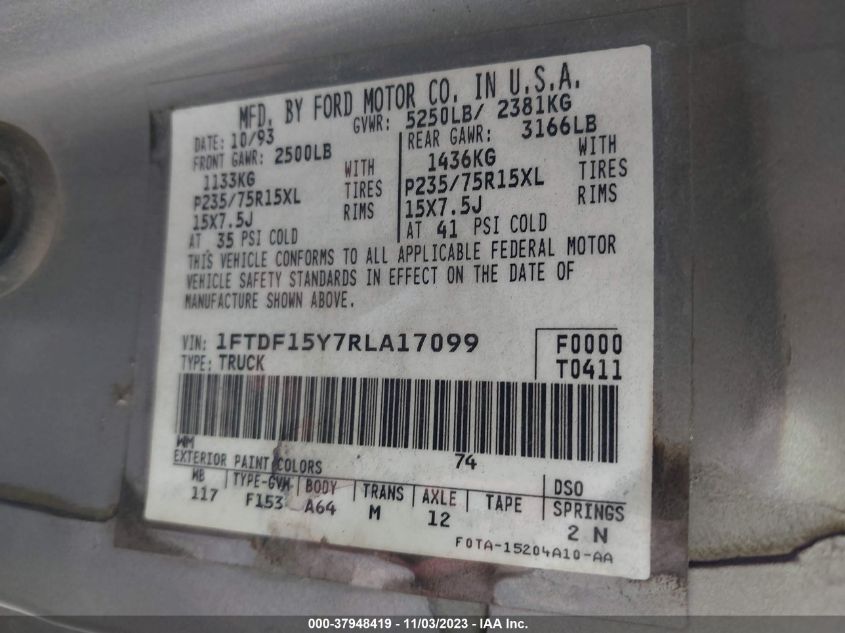 MFD. BY FORD MOTOR CO. IN U.S.A.
DATE: 10/93 GVWR: 5250LB/ 2381KG
FRONT GAWR: 2500LB REAR GAWR: 3166LB
1133KG WITH 1436KG WITH
P235/75R15XL TIRES P235/75R15XL TIRES
15X7.5J RIMS 15X7.5J RIMS
AT 35 PSI COLD AT 41 PSI COLD
THIS VEHICLE CONFORMS TO ALL APPLICABLE FEDERAL MOTOR
VEHICLE SAFETY STANDARDS IN EFFECT ON THE DATE OF
MANUFACTURE SHOWN ABOVE.
VIN: 1FTDF15Y7RLA17099 F0000
TYPE: TRUCK T0411
WM
EXTERIOR PAINT COLORS 74 DSO
WB TYPE-GVM BODY TRANS AXLE TAPE SPRINGS
117 F153 A64 M 12 2 N
F0TA-15204A10-AA
000-37948419 - 11/03/2023 - IAA Inc.